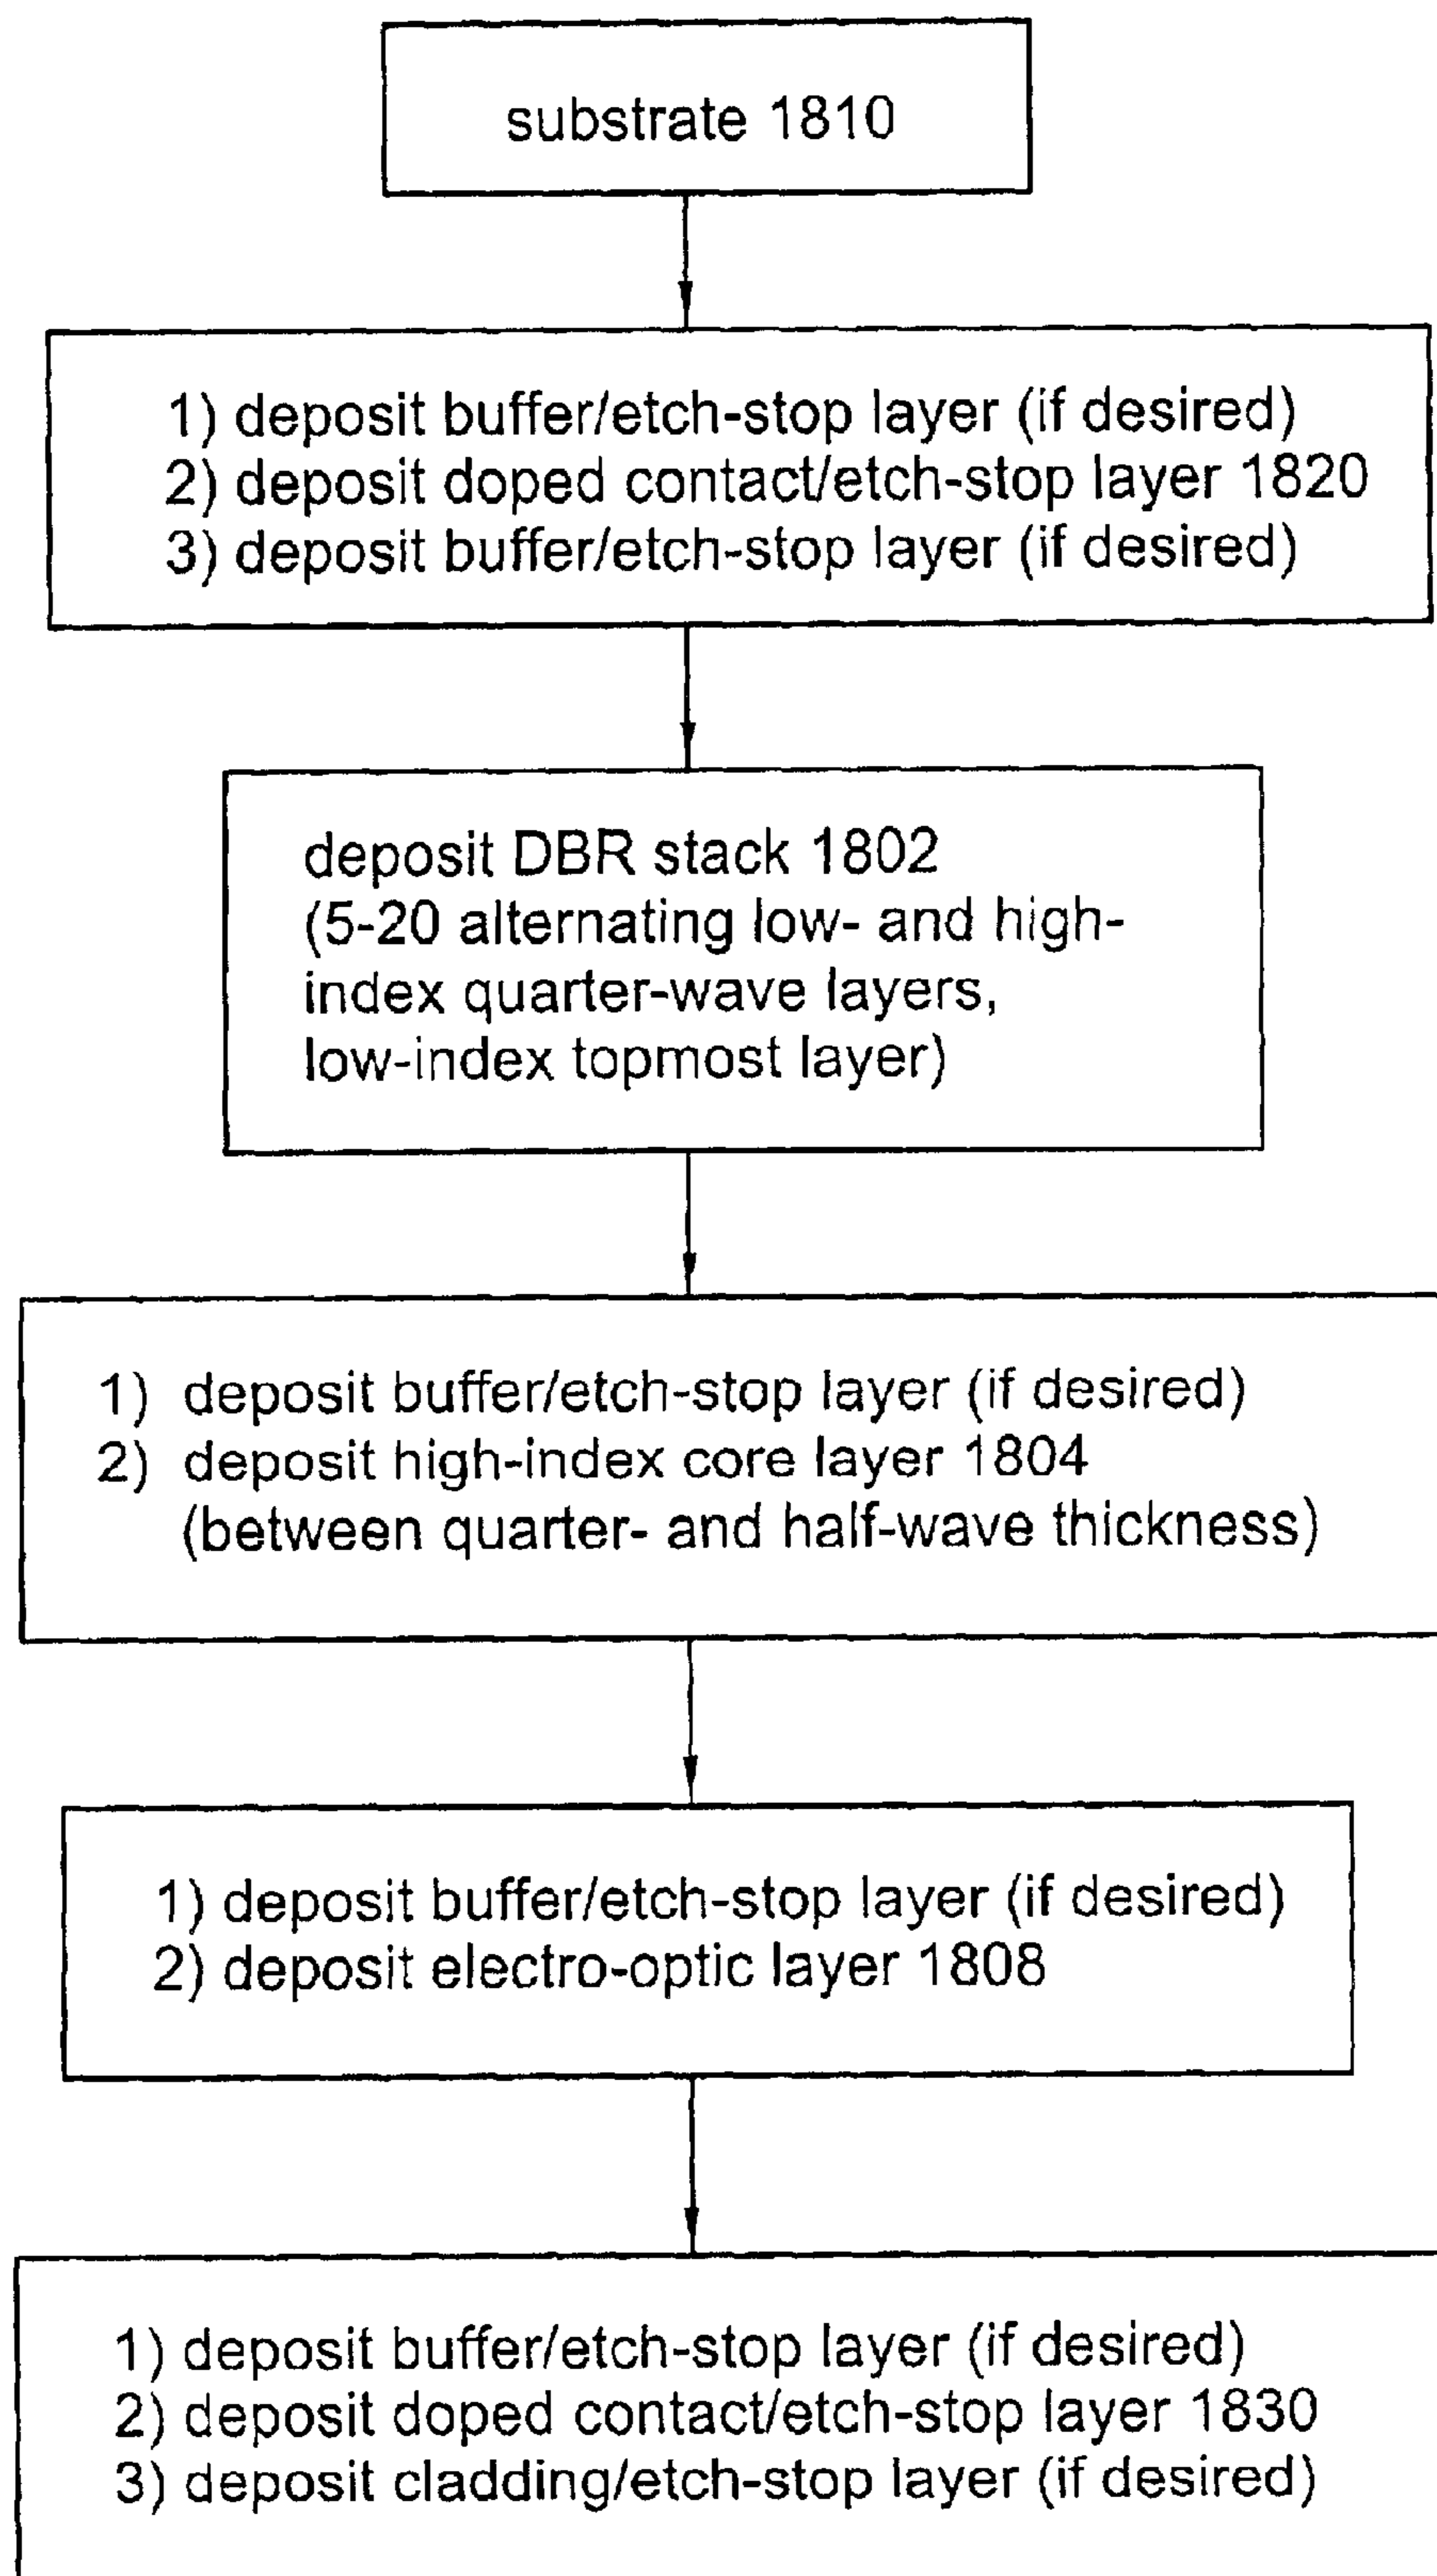 substrate 1810
1) deposit buffer/etch-stop layer (if desired)
2) deposit doped contact/etch-stop layer 1820
3) deposit buffer/etch-stop layer (if desired)
deposit DBR stack 1802
(5-20 alternating low- and high-
index quarter-wave layers,
low-index topmost layer)
1) deposit buffer/etch-stop layer (if desired)
2) deposit high-index core layer 1804
(between quarter- and half-wave thickness)
1) deposit buffer/etch-stop layer (if desired)
2) deposit electro-optic layer 1808
1) deposit buffer/etch-stop layer (if desired)
2) deposit doped contact/etch-stop layer 1830
3) deposit cladding/etch-stop layer (if desired)